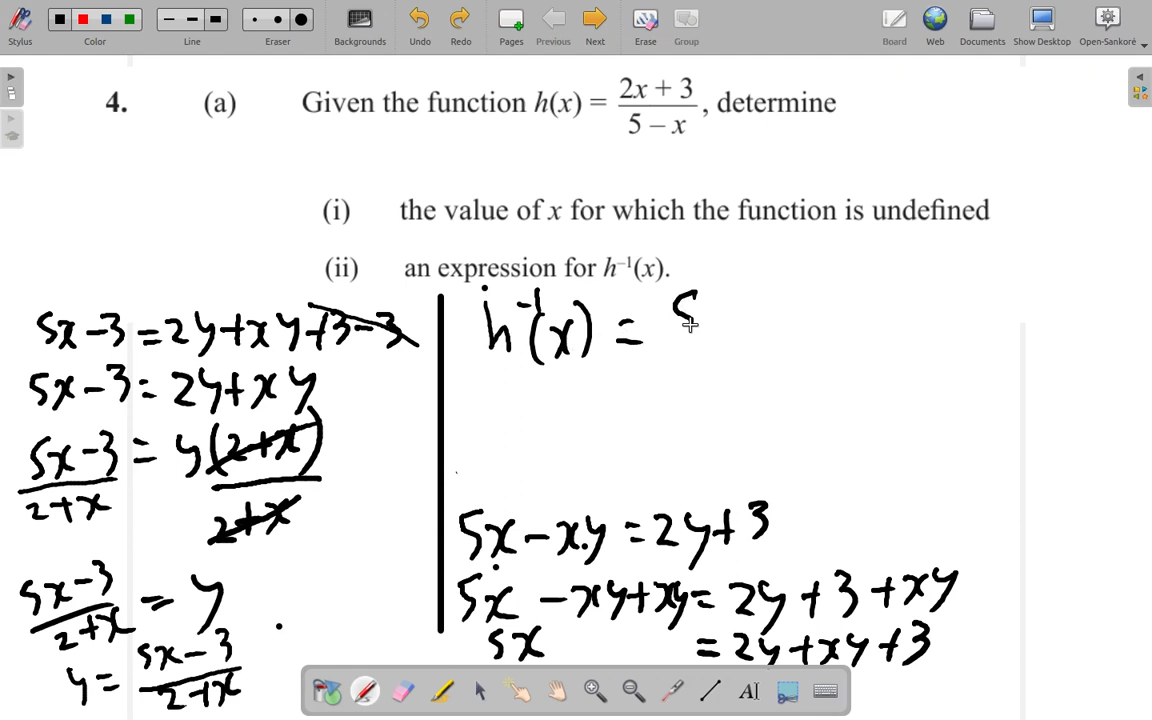 Stylus Color Line Eraser Backgrounds Undo Redo Pages Previous Next Erase Group Board Web Documents Show Desktop Open-Sankoré
4. (a) Given the function h(x) = (2x + 3)/(5 − x), determine
(i) the value of x for which the function is undefined
(ii) an expression for h⁻¹(x).
5x-3=2y+xy+3-3
5x-3=2y+xy
(5x-3)/(2+x) = y(2+x)/(2+x)
(5x-3)/(2+x) = y
y = (5x-3)/(2+x)
h⁻¹(x) = 5
5x-xy=2y+3
5x-xy+xy=2y+3+xy
5x =2y+xy+3